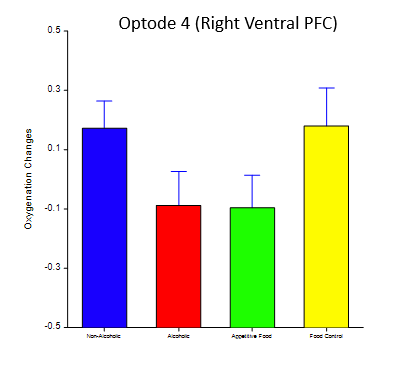 Optode 4 (Right Ventral PFC)
0.5
0.3
0.1
-0.1
-0.3
-0.5
Oxygenation Changes
Non-Alcoholic
Alcoholic
Appetitive Food
Food Control